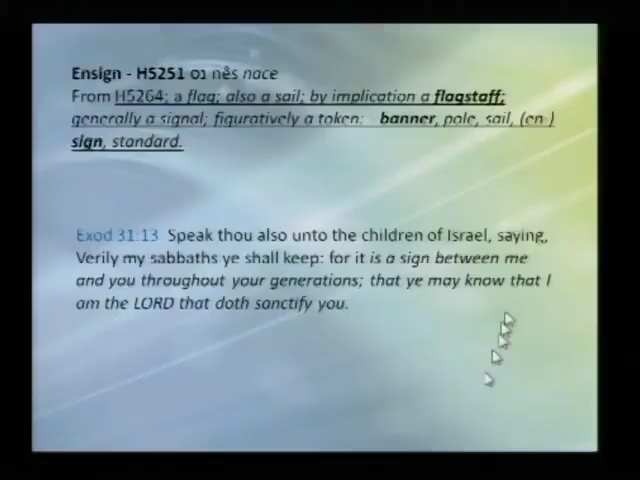 Ensign - H5251 סנ nês nace
From H5264; a flag; also a sail; by implication a flagstaff;
generally a signal; figuratively a token: banner, pole, sail, (en-)
sign, standard.
Exod 31:13 Speak thou also unto the children of Israel, saying,
Verily my sabbaths ye shall keep: for it is a sign between me
and you throughout your generations; that ye may know that I
am the LORD that doth sanctify you.